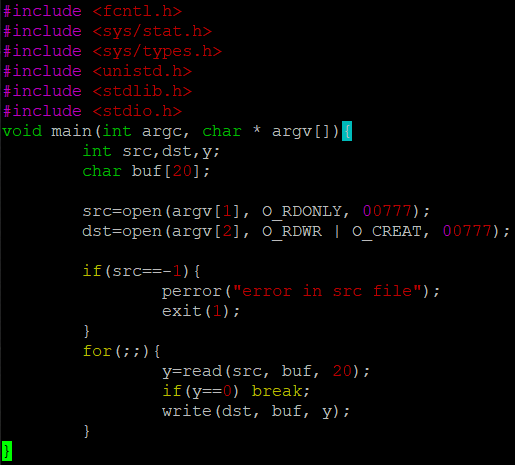 #include <fcntl.h>
#include <sys/stat.h>
#include <sys/types.h>
#include <unistd.h>
#include <stdlib.h>
#include <stdio.h>
void main(int argc, char * argv[]){
        int src,dst,y;
        char buf[20];

        src=open(argv[1], O_RDONLY, 00777);
        dst=open(argv[2], O_RDWR | O_CREAT, 00777);

        if(src==-1){
                perror("error in src file");
                exit(1);
        }
        for(;;){
                y=read(src, buf, 20);
                if(y==0) break;
                write(dst, buf, y);
        }
}